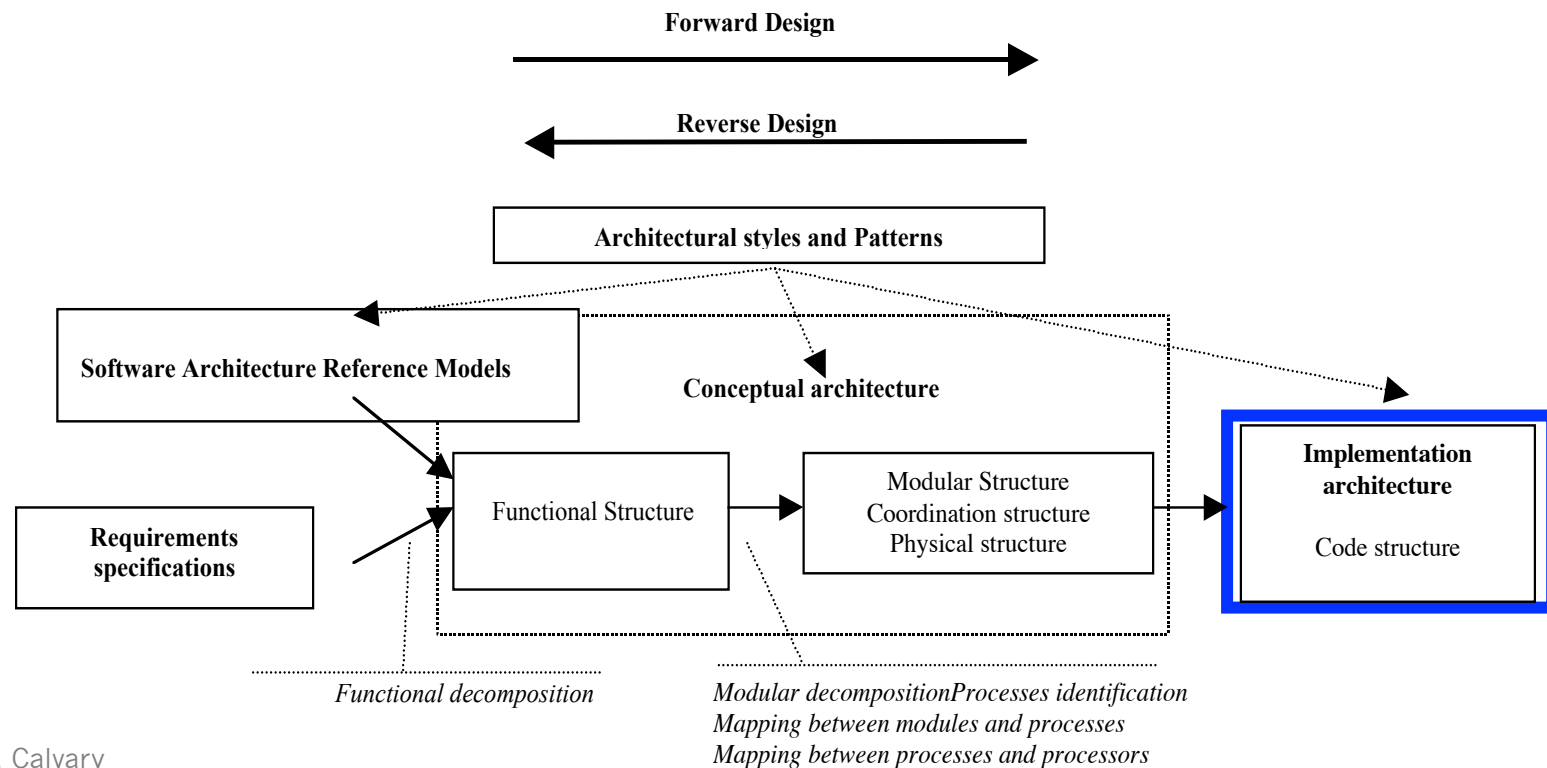 Forward Design
Reverse Design
Architectural styles and Patterns
Software Architecture Reference Models
Conceptual architecture
Requirements
specifications
Functional Structure
Modular Structure
Coordination structure
Physical structure
Implementation
architecture
Code structure
Functional decomposition
Modular decompositionProcesses identification
Mapping between modules and processes
Mapping between processes and processors
Calvary